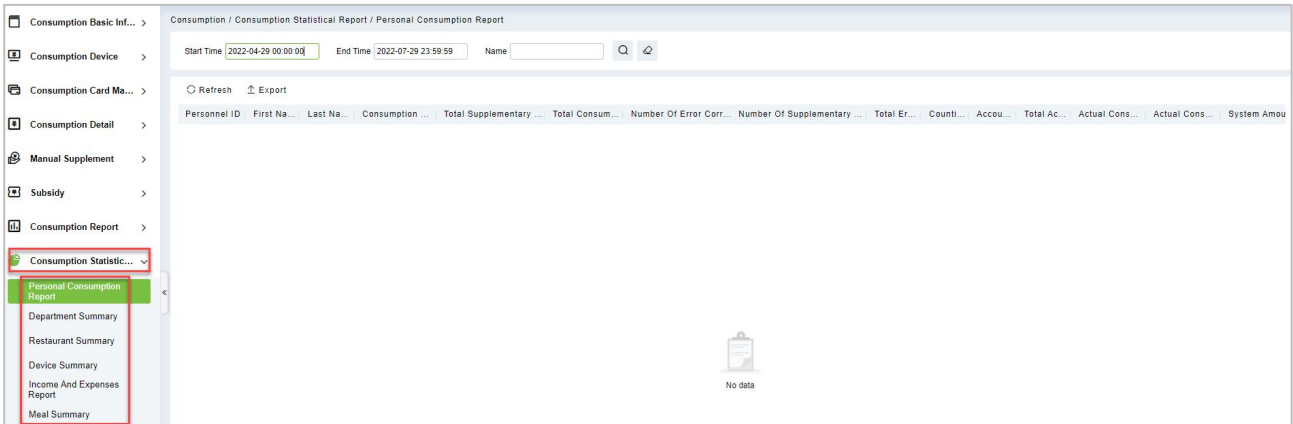 Consumption Basic Inf...
Consumption Device
Consumption Card Ma...
Consumption Detail
Manual Supplement
Subsidy
Consumption Report
Consumption Statistic...
Personal Consumption
Report
Department Summary
Restaurant Summary
Device Summary
Income And Expenses
Report
Meal Summary
Consumption / Consumption Statistical Report / Personal Consumption Report
Start Time 2022-04-29 00:00:00 End Time 2022-07-29 23:59:59 Name
Refresh Export
Personnel ID First Na... Last Na... Consumption ... Total Supplementary ... Total Consum... Number Of Error Corr... Number Of Supplementary ... Total Er... Counti... Accou... Total Ac... Actual Cons... Actual Cons... System Amou
No data